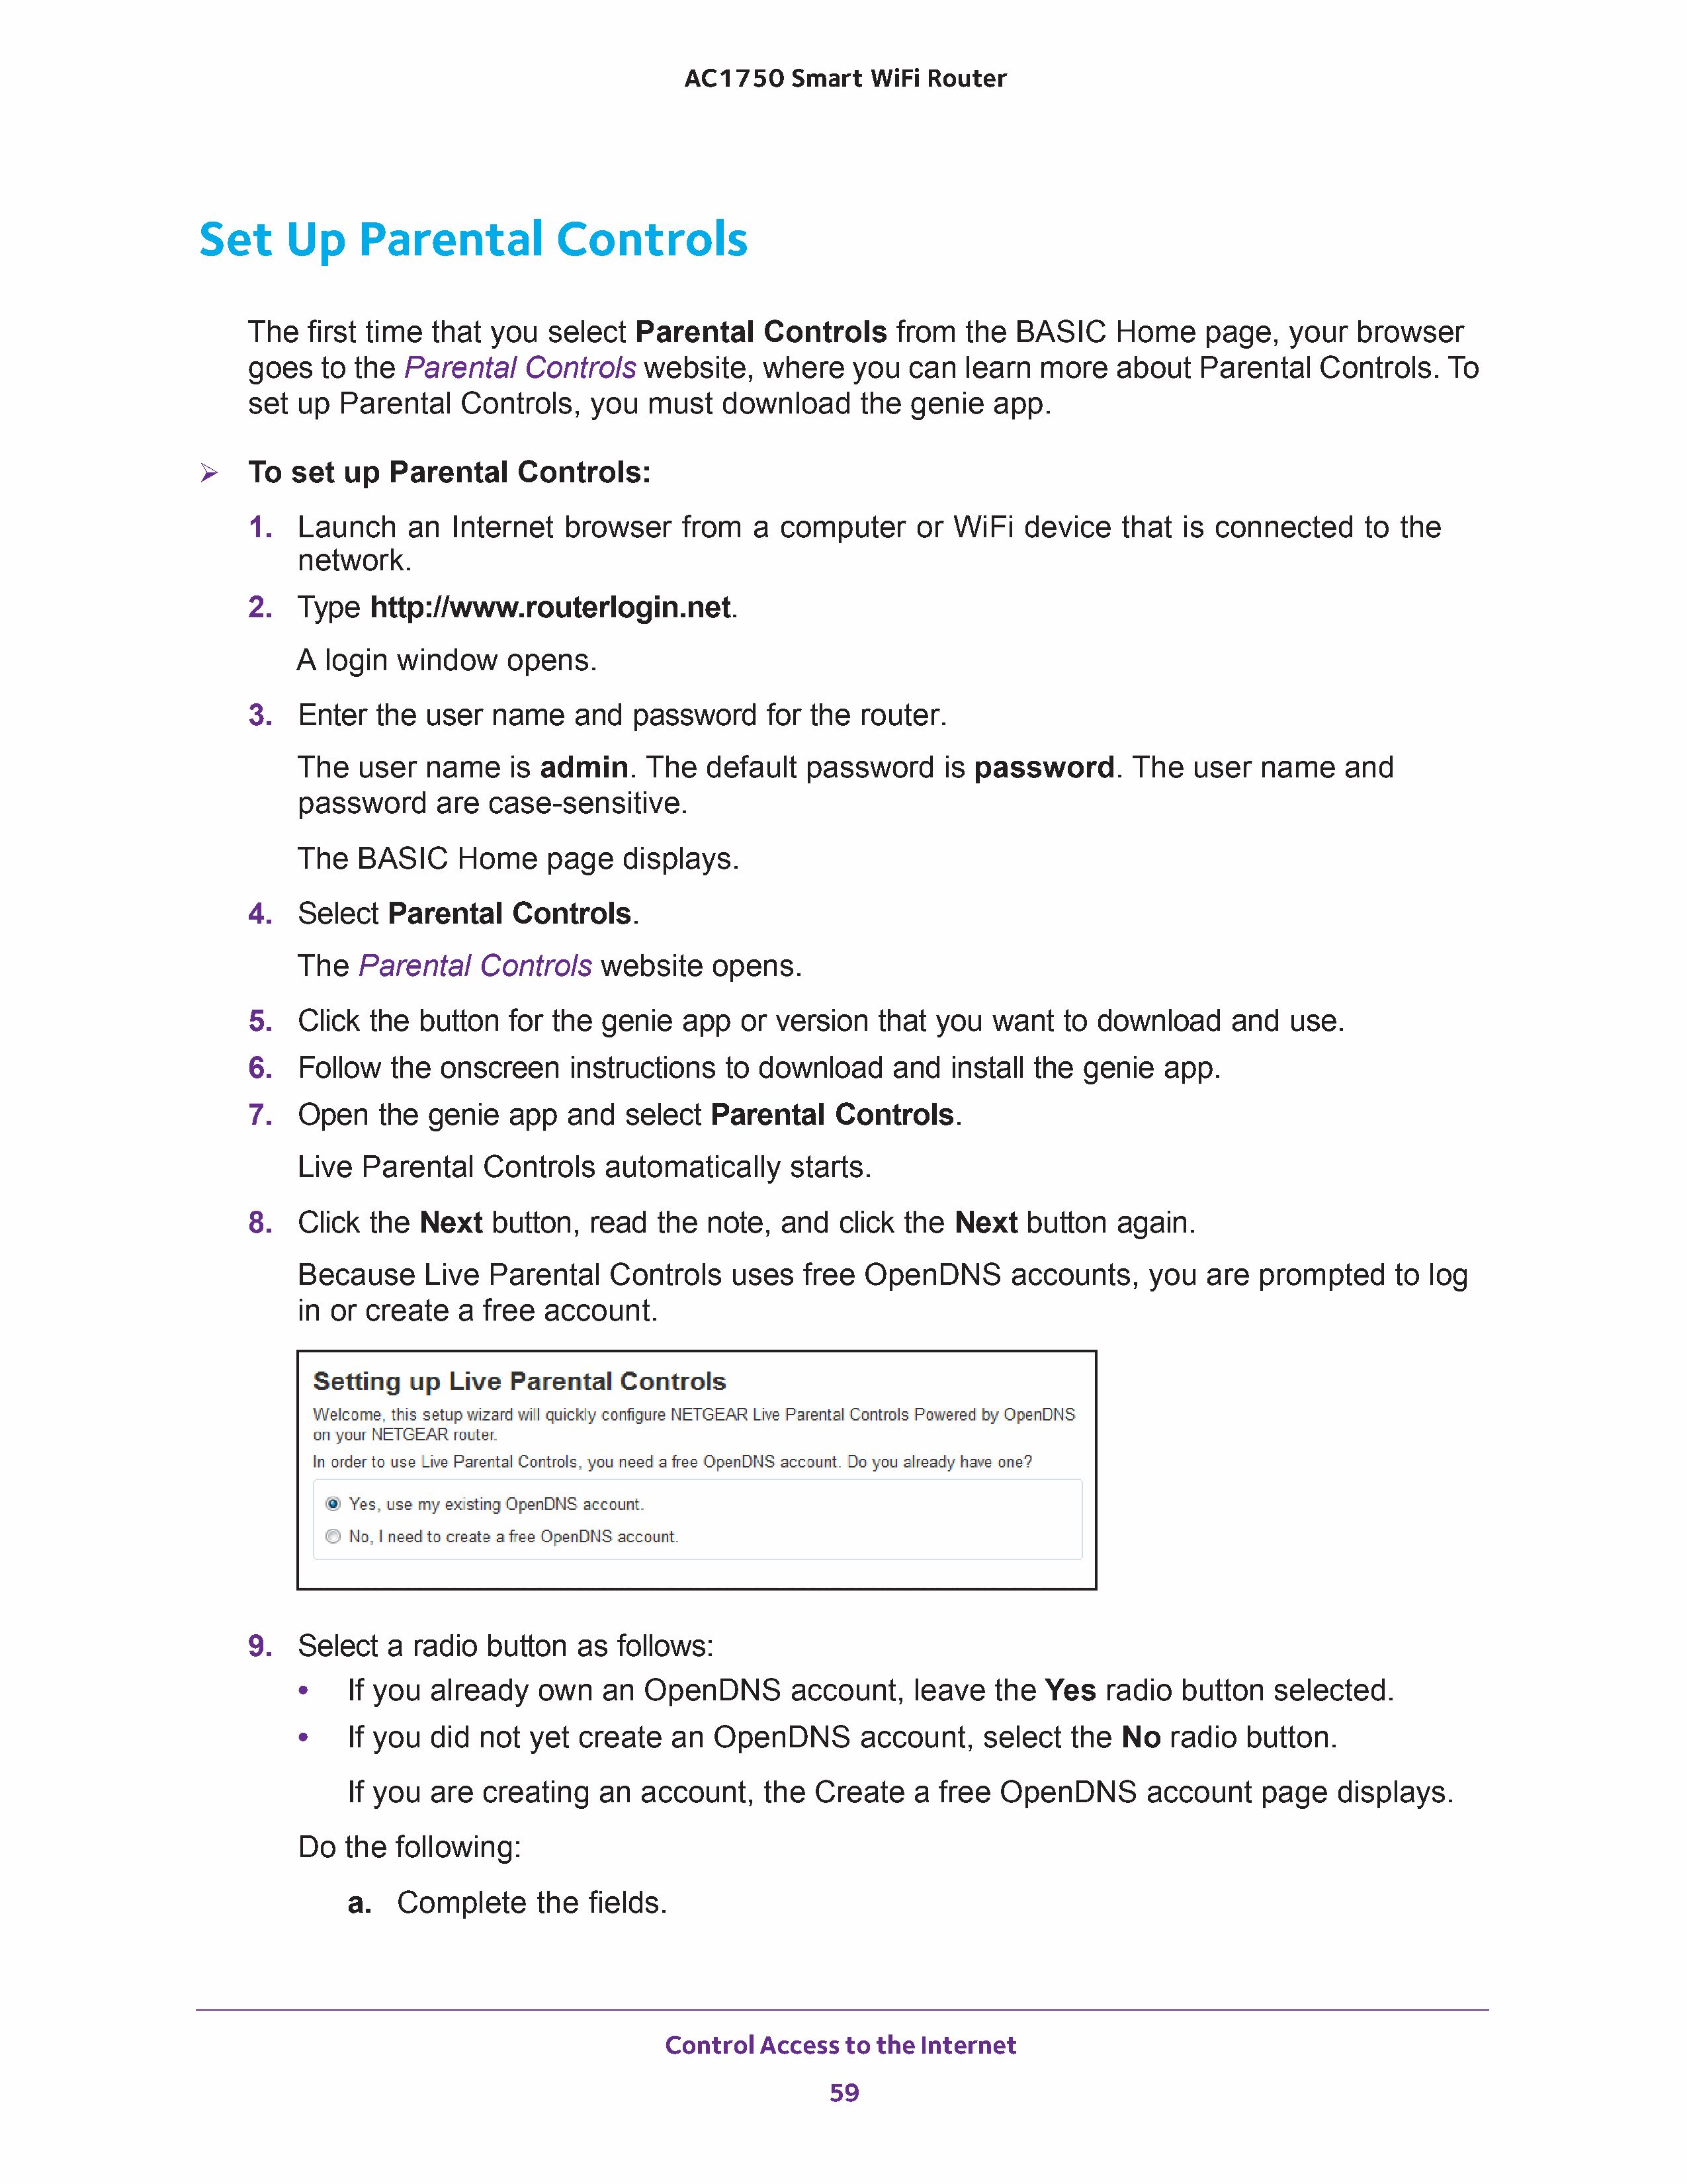 AC1750 Smart WiFi Router
Set Up Parental Controls
The first time that you select Parental Controls from the BASIC Home page, your browser
goes to the Parental Controls website, where you can learn more about Parental Controls. To
set up Parental Controls, you must download the genie app.
➢ To set up Parental Controls:
1. Launch an Internet browser from a computer or WiFi device that is connected to the
network.
2. Type http://www.routerlogin.net.
A login window opens.
3. Enter the user name and password for the router.
The user name is admin. The default password is password. The user name and
password are case-sensitive.
The BASIC Home page displays.
4. Select Parental Controls.
The Parental Controls website opens.
5. Click the button for the genie app or version that you want to download and use.
6. Follow the onscreen instructions to download and install the genie app.
7. Open the genie app and select Parental Controls.
Live Parental Controls automatically starts.
8. Click the Next button, read the note, and click the Next button again.
Because Live Parental Controls uses free OpenDNS accounts, you are prompted to log
in or create a free account.
Setting up Live Parental Controls
Welcome, this setup wizard will quickly configure NETGEAR Live Parental Controls Powered by OpenDNS
on your NETGEAR router.
In order to use Live Parental Controls, you need a free OpenDNS account. Do you already have one?
Yes, use my existing OpenDNS account.
No, I need to create a free OpenDNS account.
9. Select a radio button as follows:
• If you already own an OpenDNS account, leave the Yes radio button selected.
• If you did not yet create an OpenDNS account, select the No radio button.
If you are creating an account, the Create a free OpenDNS account page displays.
Do the following:
a. Complete the fields.
Control Access to the Internet
59